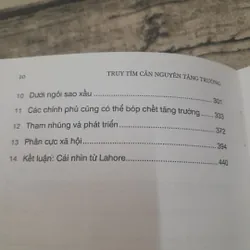 10 TRUY TÌM CĂN NGUYÊN TĂNG TRƯỞNG
10 Dưới ngôi sao xấu 301
11 Các chính phủ cũng có thể bóp chết tăng trưởng 333
12 Tham nhũng và phát triển 372
13 Phân cực xã hội 394
14 Kết luận: Cái nhìn từ Lahore 440